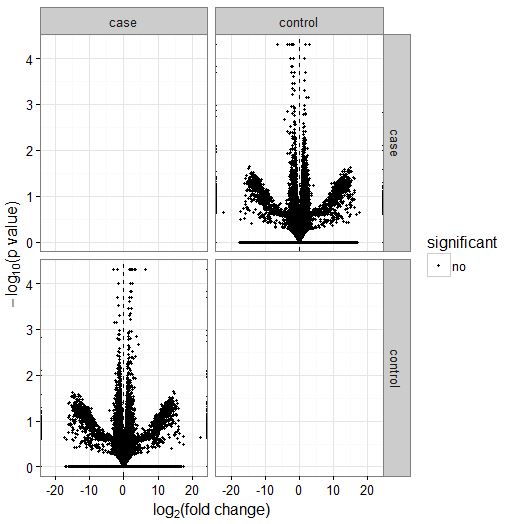 case control
4
3
2
1
0
case
4
3
2
1
0
control
-20 -10 0 10 20 -20 -10 0 10 20
log2(fold change)
−log10(p value)
significant
no